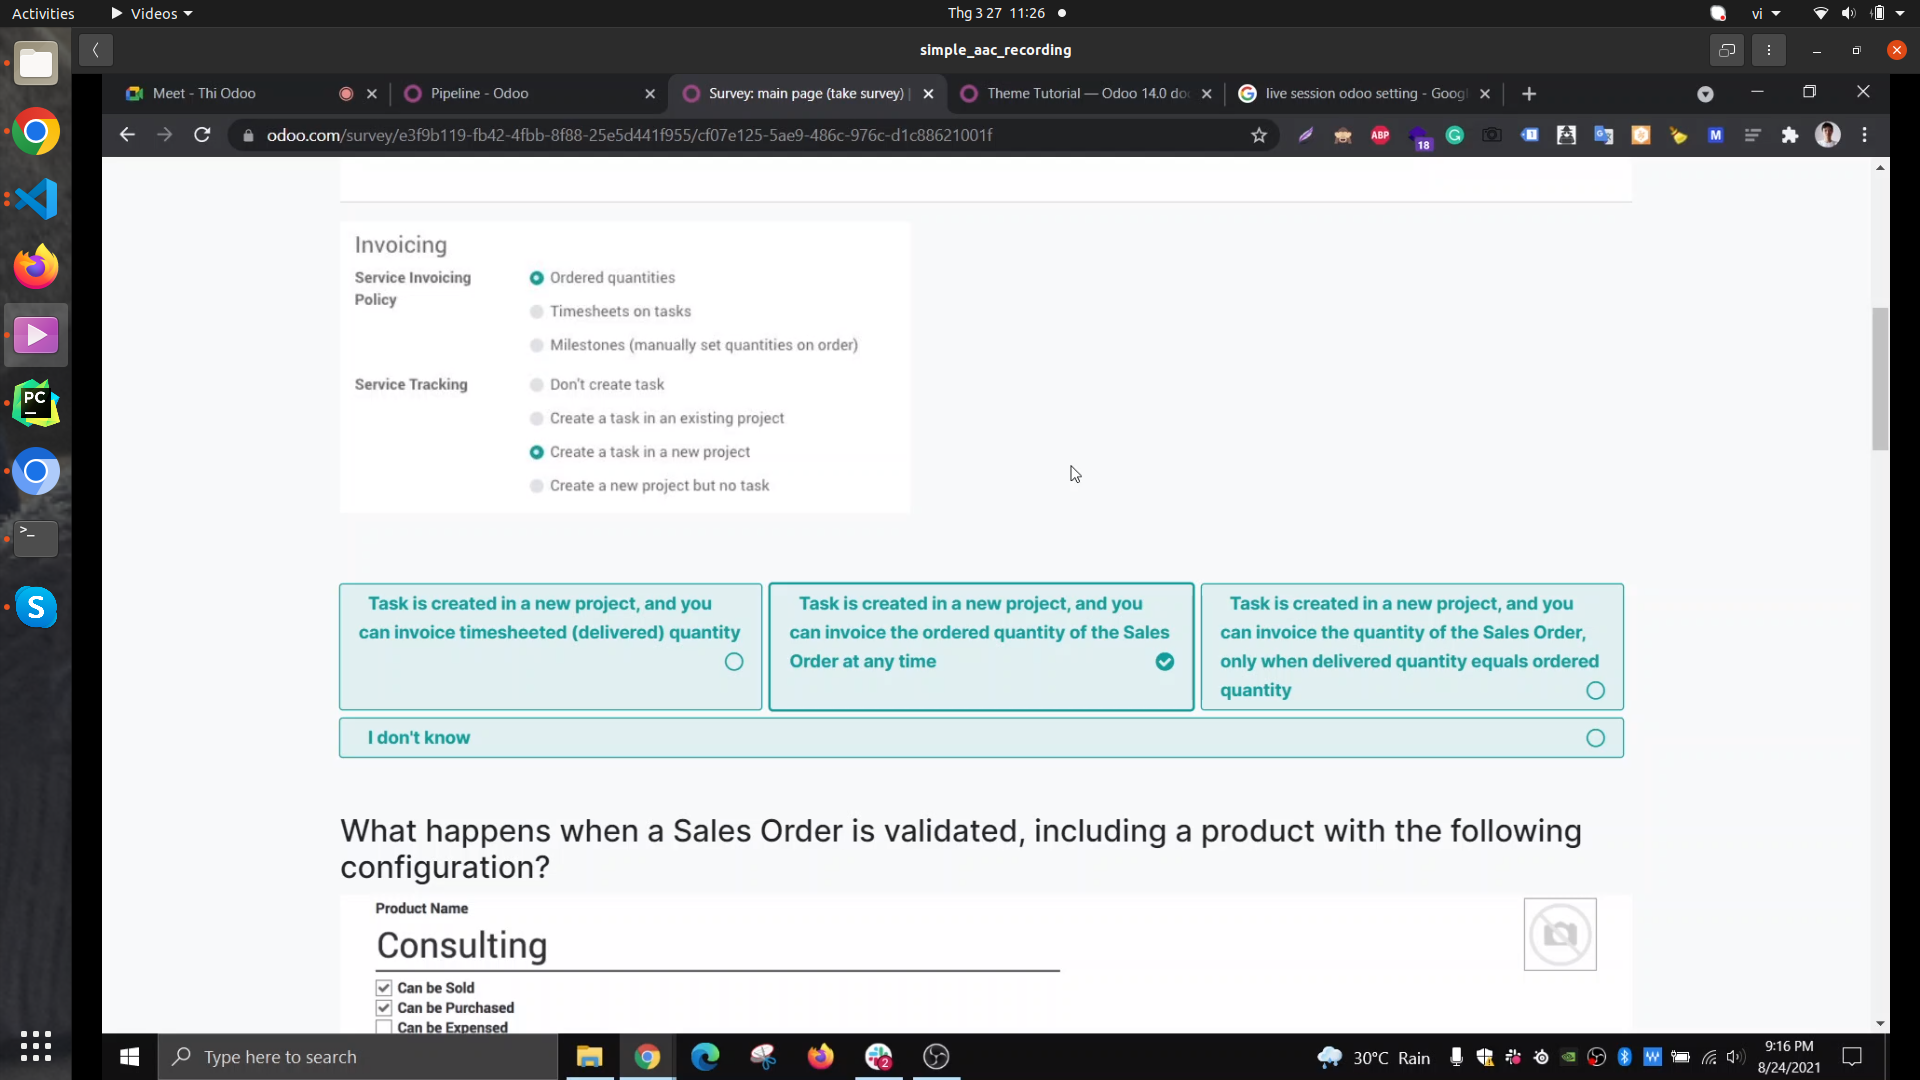 Activities
Videos
Thg 3 27 11:26
vi
simple_aac_recording
Meet - Thi Odoo
Pipeline - Odoo
Survey: main page (take survey) |
Theme Tutorial — Odoo 14.0 doc
live session odoo setting - Googl
odoo.com/survey/e3f9b119-fb42-4fbb-8f88-25e5d441f955/cf07e125-5ae9-486c-976c-d1c88621001f
ABP
18
M
Invoicing
Service Invoicing
Policy
Ordered quantities
Timesheets on tasks
Milestones (manually set quantities on order)
Service Tracking
Don't create task
Create a task in an existing project
Create a task in a new project
Create a new project but no task
Task is created in a new project, and you
can invoice timesheeted (delivered) quantity
Task is created in a new project, and you
can invoice the ordered quantity of the Sales
Order at any time
Task is created in a new project, and you
can invoice the quantity of the Sales Order,
only when delivered quantity equals ordered
quantity
I don't know
What happens when a Sales Order is validated, including a product with the following
configuration?
Product Name
Consulting
Can be Sold
Can be Purchased
Can be Expensed
PC
S
Type here to search
2
30°C Rain
9:16 PM
8/24/2021